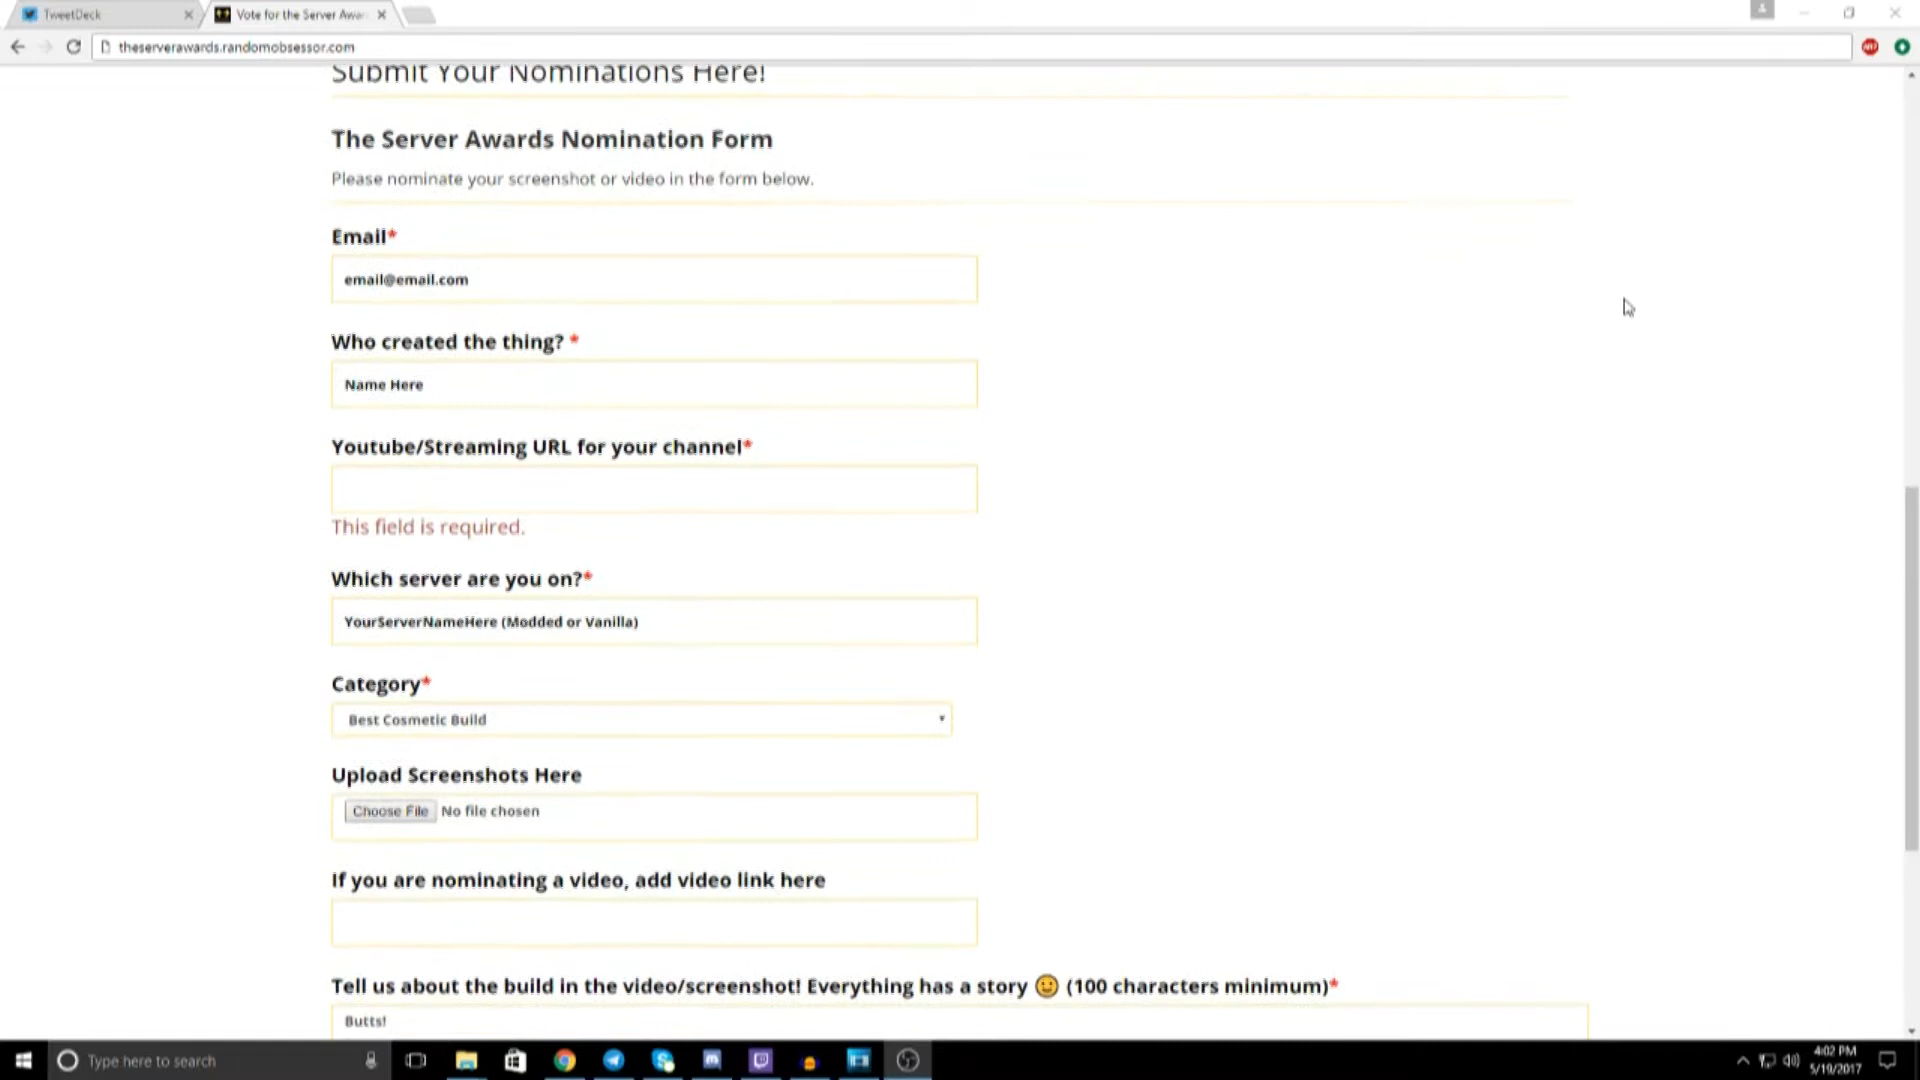 TweetDeck
Vote for the Server Awar
theserverawards.randomobsessor.com
Submit Your Nominations Here!
The Server Awards Nomination Form
Please nominate your screenshot or video in the form below.
Email*
email@email.com
Who created the thing? *
Name Here
Youtube/Streaming URL for your channel*
This field is required.
Which server are you on?*
YourServerNameHere (Modded or Vanilla)
Category*
Best Cosmetic Build
Upload Screenshots Here
Choose File No file chosen
If you are nominating a video, add video link here
Tell us about the build in the video/screenshot! Everything has a story 🙂 (100 characters minimum)*
Butts!
Type here to search
4:02 PM
5/19/2017